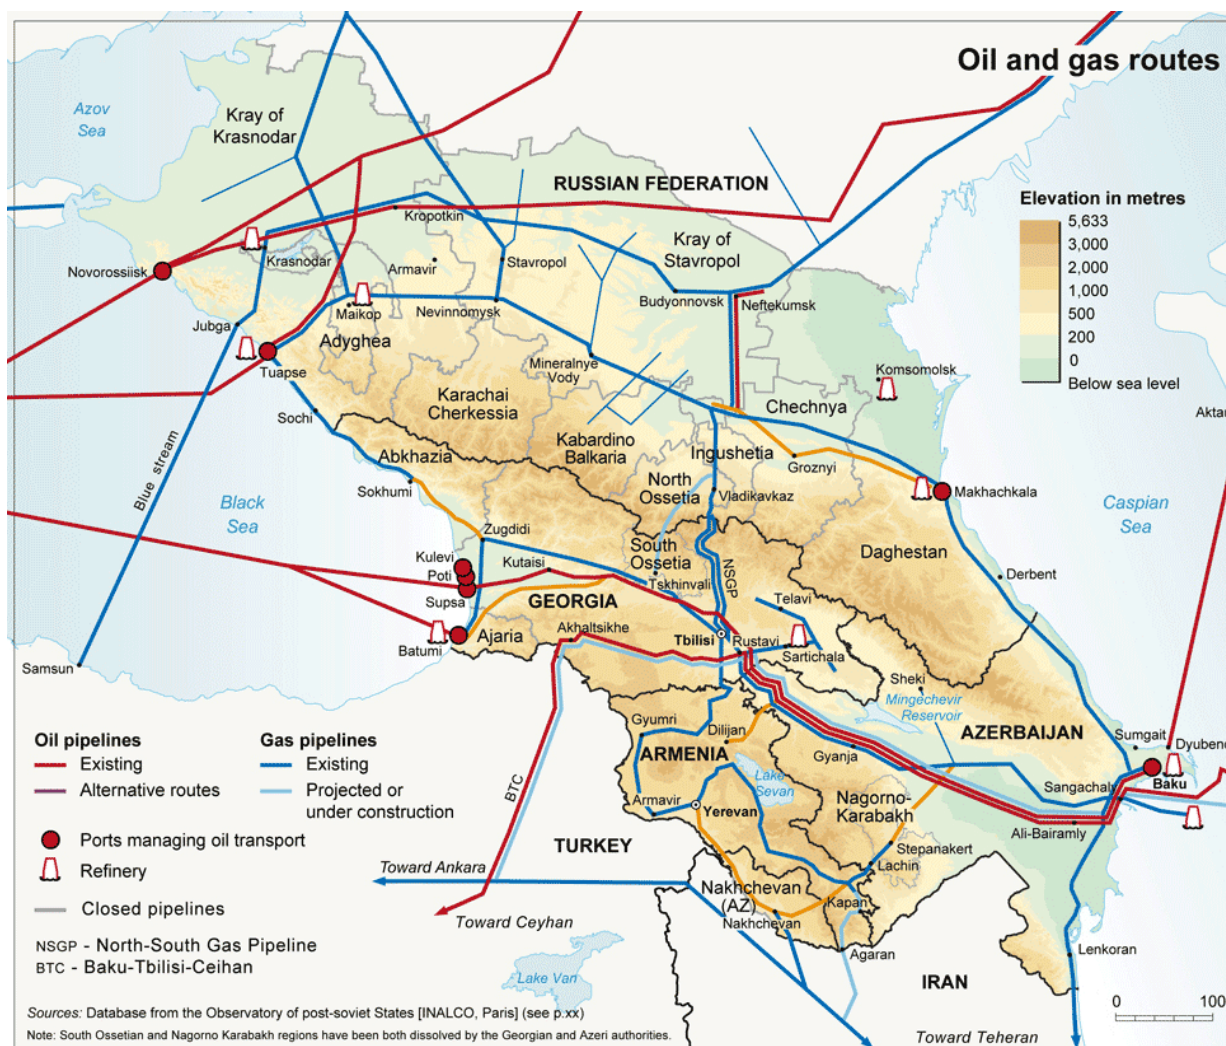 Oil and gas routes
Azov
Sea
Kray of
Krasnodar
RUSSIAN FEDERATION
Elevation in metres
5,633
3,000
2,000
1,000
500
200
0
Below sea level
Kropotkin
Kray of
Stavropol
Krasnodar
Armavir
Stavropol
Novorossiisk
Budyonnovsk
Neftekumsk
Maikop
Nevinnomysk
Jubga
Adyghea
Mineralnye
Vody
Komsomolsk
Tuapse
Karachai
Cherkessia
Chechnya
Aktau
Sochi
Kabardino
Balkaria
Ingushetia
Abkhazia
Groznyi
Blue stream
North
Ossetia
Sokhumi
Vladikavkaz
Makhachkala
Black
Sea
Caspian
Sea
Zugdidi
South
Ossetia
Daghestan
Kulevi
Kutaisi
NSGP
Poti
Tskhinvali
Derbent
Supsa
GEORGIA
Telavi
Akhaltsikhe
Tbilisi
Rustavi
Ajaria
Batumi
Sartichala
Samsun
Sheki
Mingechevir
Reservoir
Gyumri
Dilijan
AZERBAIJAN
Sumgait
Dyubendi
ARMENIA
Gyanja
Baku
Lake
Sevan
Sangachaly
BTC
Armavir
Yerevan
Nagorno-
Karabakh
Ali-Bairamly
TURKEY
Stepanakert
Lachin
Toward Ankara
Nakhchevan
(AZ)
Kapan
Toward Ceyhan
Nakhchevan
Agaran
Lenkoran
Lake Van
IRAN
Toward Teheran
0
100
Oil pipelines
Existing
Alternative routes
Gas pipelines
Existing
Projected or
under construction
Ports managing oil transport
Refinery
Closed pipelines
NSGP - North-South Gas Pipeline
BTC - Baku-Tbilisi-Ceihan
Sources: Database from the Observatory of post-soviet States [INALCO, Paris] (see p.xx)
Note: South Ossetian and Nagorno Karabakh regions have been both dissolved by the Georgian and Azeri authorities.